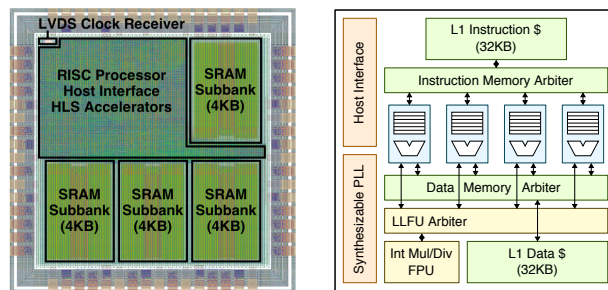 LVDS Clock Receiver
RISC Processor
Host Interface
HLS Accelerators
SRAM
Subbank
(4KB)
SRAM
Subbank
(4KB)
SRAM
Subbank
(4KB)
SRAM
Subbank
(4KB)
Host Interface
Synthesizable PLL
L1 Instruction $
(32KB)
Instruction Memory Arbiter
Data Memory Arbiter
LLFU Arbiter
Int Mul/Div
FPU
L1 Data $
(32KB)